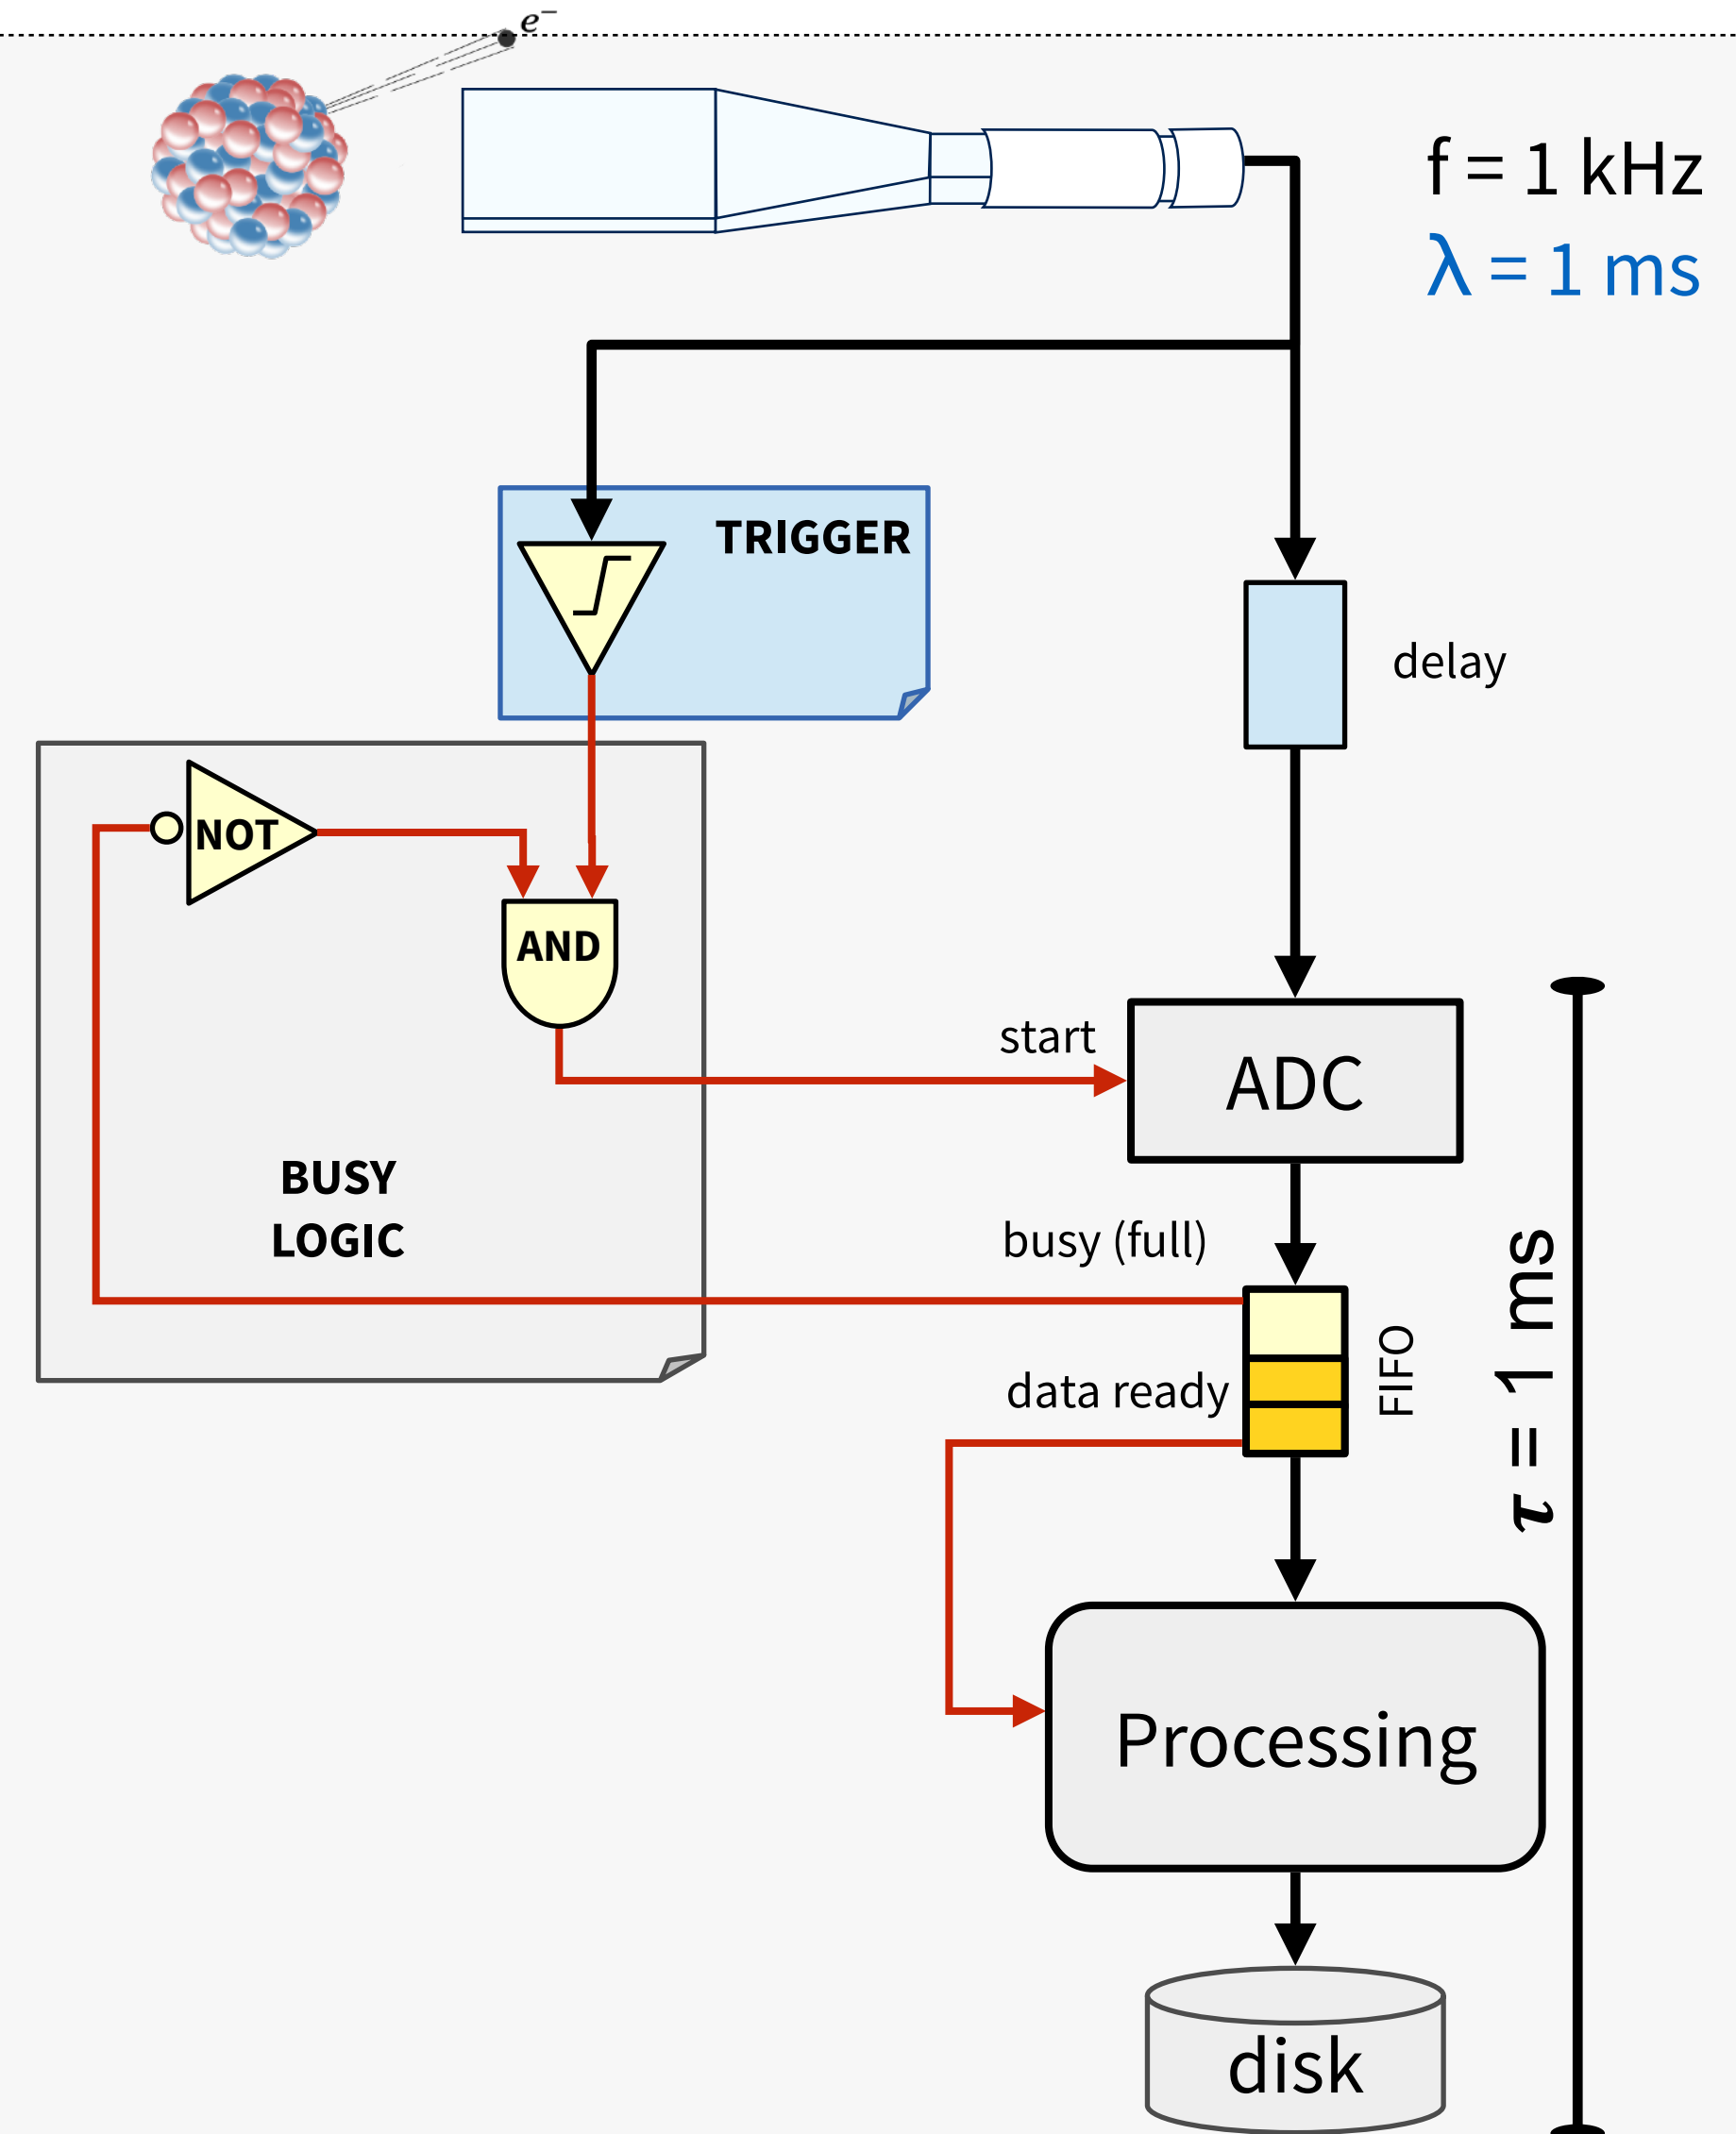 e⁻
f = 1 kHz
λ = 1 ms
TRIGGER
delay
NOT
AND
start
ADC
BUSY
LOGIC
busy (full)
FIFO
data ready
τ = 1 ms
Processing
disk